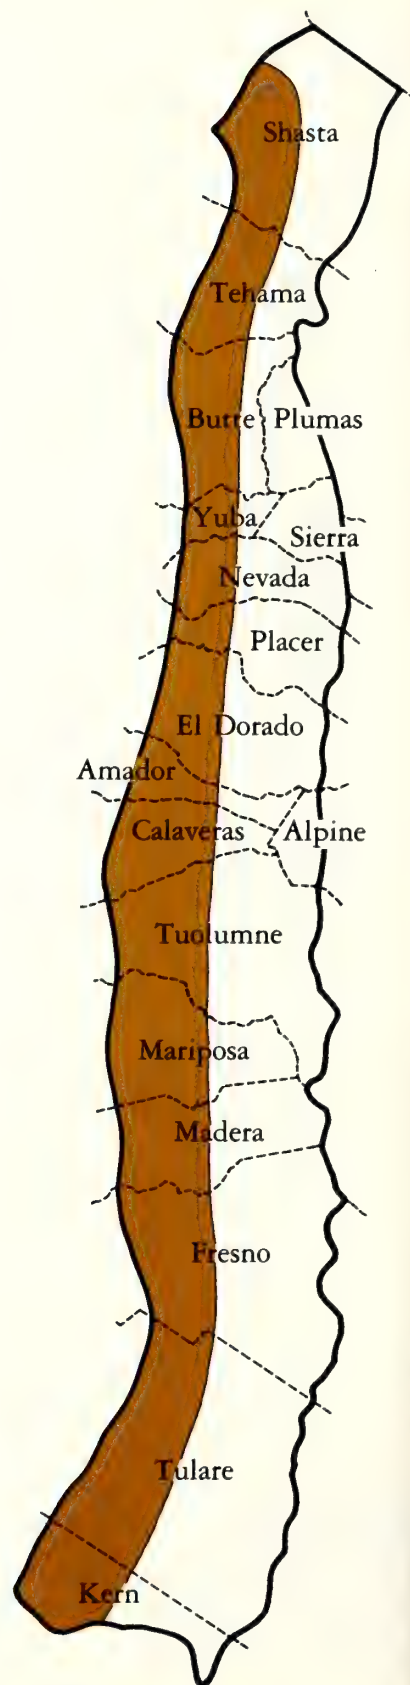 Shasta
Tehama
Butte Plumas
Yuba
Sierra
Nevada
Placer
El Dorado
Amador
Calaveras Alpine
Tuolumne
Mariposa
Madera
Fresno
Tulare
Kern